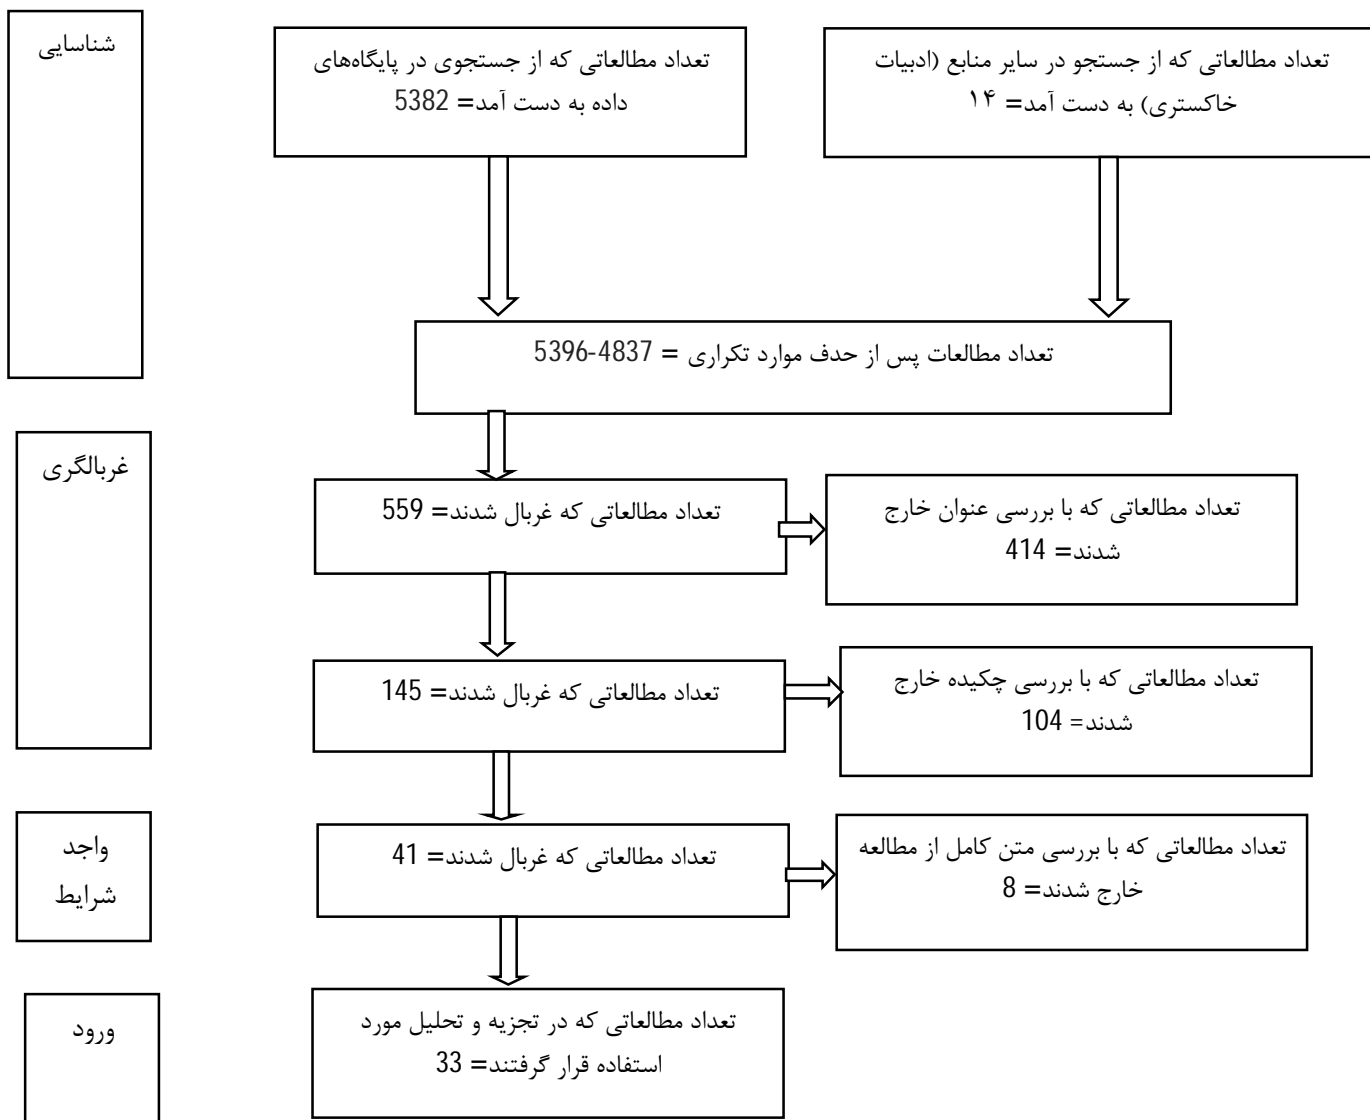 شناسایی
تعداد مطالعاتی که از جستجو در سایر منابع (ادبیات
خاکستری) به دست آمد= ۱۴
تعداد مطالعاتی که از جستجوی در پایگاه‌های
داده به دست آمد= 5382
تعداد مطالعات پس از حذف موارد تکراری = 4837-5396
غربالگری
تعداد مطالعاتی که غربال شدند= 559
تعداد مطالعاتی که با بررسی عنوان خارج
شدند= 414
تعداد مطالعاتی که غربال شدند= 145
تعداد مطالعاتی که با بررسی چکیده خارج
شدند= 104
واجد
شرایط
تعداد مطالعاتی که غربال شدند= 41
تعداد مطالعاتی که با بررسی متن کامل از مطالعه
خارج شدند= 8
ورود
تعداد مطالعاتی که در تجزیه و تحلیل مورد
استفاده قرار گرفتند= 33